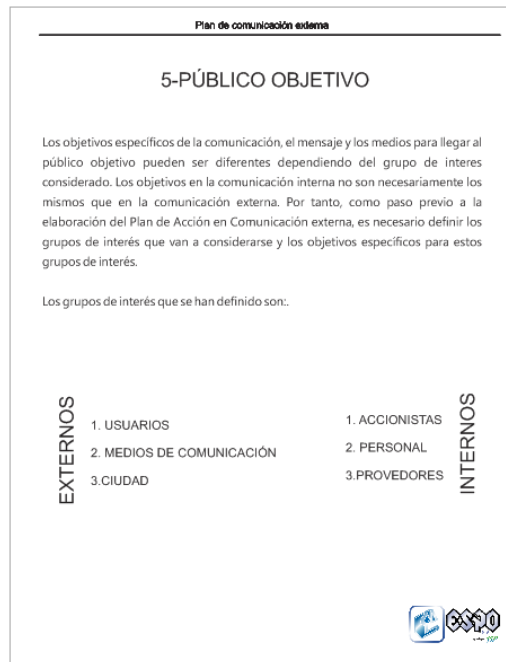 Plan de comunicación externa
5-PÚBLICO OBJETIVO
Los objetivos específicos de la comunicación, el mensaje y los medios para llegar al
público objetivo pueden ser diferentes dependiendo del grupo de interes
considerado. Los objetivos en la comunicación interna no son necesariamente los
mismos que en la comunicación externa. Por tanto, como paso previo a la
elaboración del Plan de Acción en Comunicación externa, es necesario definir los
grupos de interés que van a considerarse y los objetivos específicos para estos
grupos de interés.
Los grupos de interés que se han definido son:.
EXTERNOS
1. USUARIOS
2. MEDIOS DE COMUNICACIÓN
3.CIUDAD
1. ACCIONISTAS
2. PERSONAL
3.PROVEDORES
INTERNOS